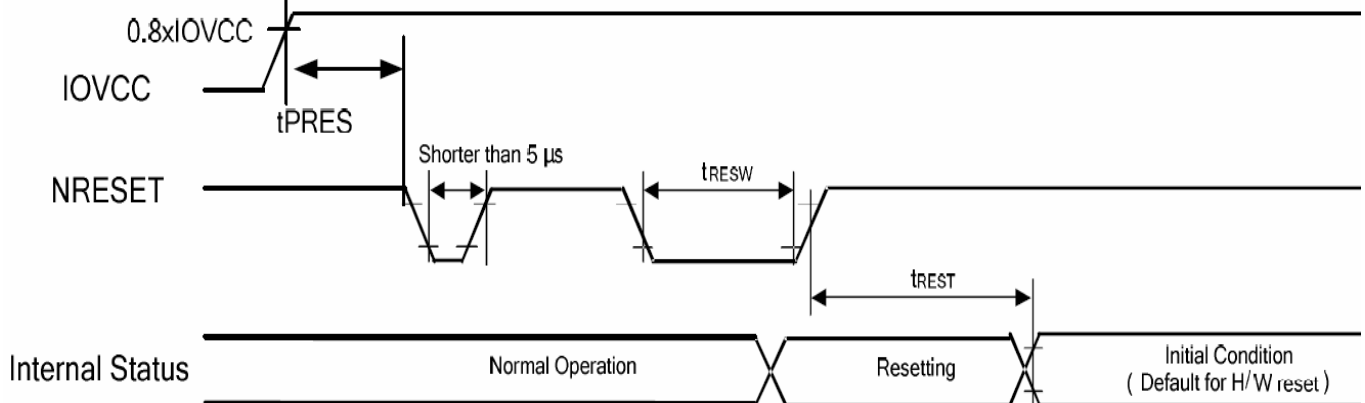 0.8xIOVCC
IOVCC
tPRES
Shorter than 5 μs
NRESET
tRESW
tREST
Internal Status
Normal Operation
Resetting
Initial Condition
( Default for H/W reset )